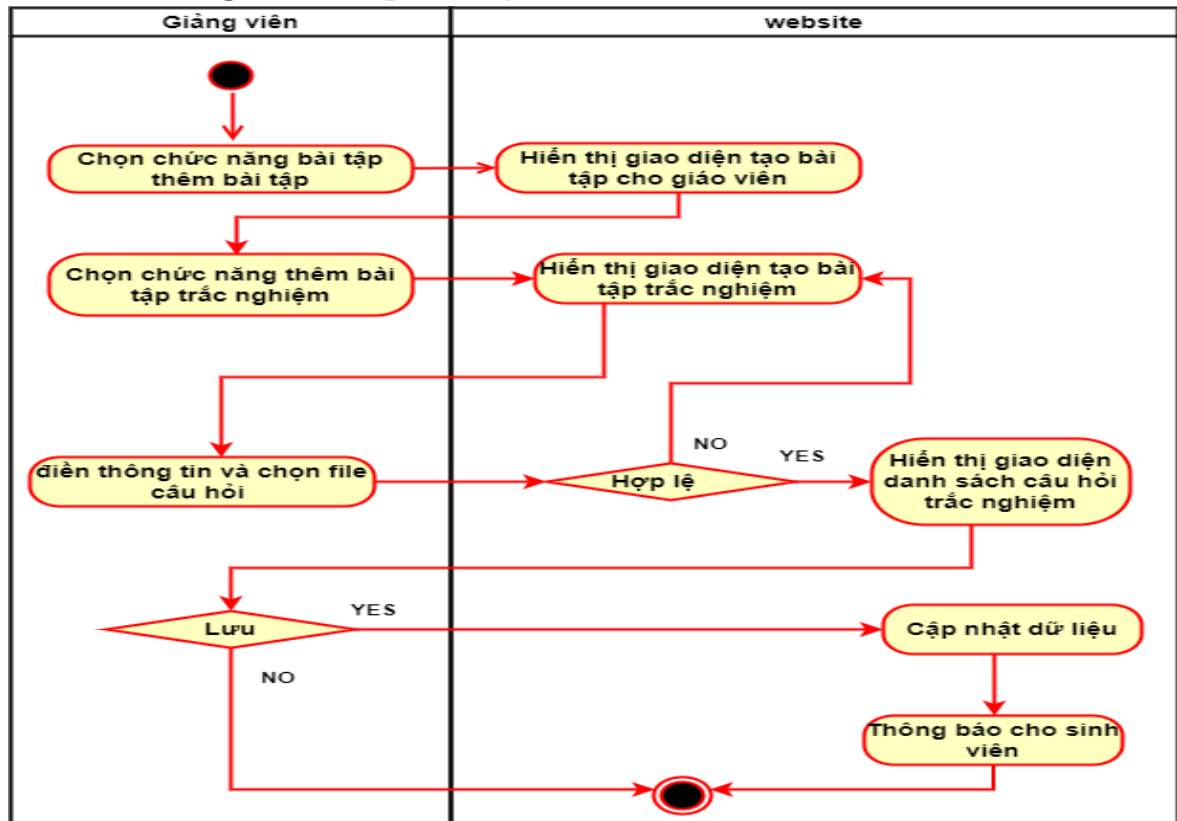 Giảng viên
website
Chọn chức năng bài tập
thêm bài tập
Hiển thị giao diện tạo bài
tập cho giáo viên
Chọn chức năng thêm bài
tập trắc nghiệm
Hiển thị giao diện tạo bài
tập trắc nghiệm
điền thông tin và chọn file
câu hỏi
Hợp lệ
NO
YES
Hiển thị giao diện
danh sách câu hỏi
trắc nghiệm
Lưu
YES
NO
Cập nhật dữ liệu
Thông báo cho sinh
viên